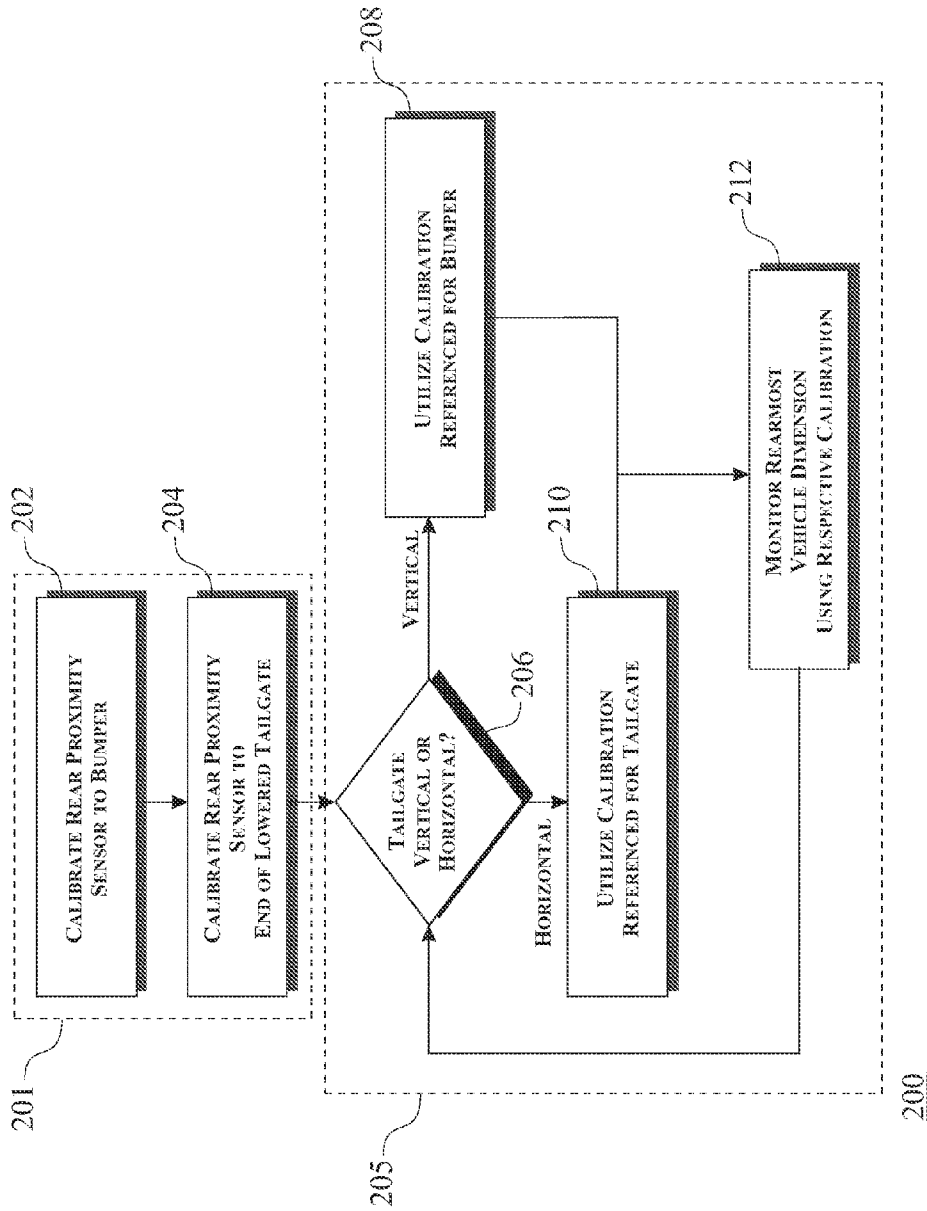 201
202
CALIBRATE REAR PROXIMITY
SENSOR TO BUMPER
204
CALIBRATE REAR PROXIMITY
SENSOR TO
END OF LOWERED TAILGATE
205
TAILGATE
VERTICAL OR
HORIZONTAL?
206
VERTICAL
208
UTILIZE CALIBRATION
REFERENCED FOR BUMPER
HORIZONTAL
210
UTILIZE CALIBRATION
REFERENCED FOR TAILGATE
212
MONITOR REARMOST
VEHICLE DIMENSION
USING RESPECTIVE CALIBRATION
200